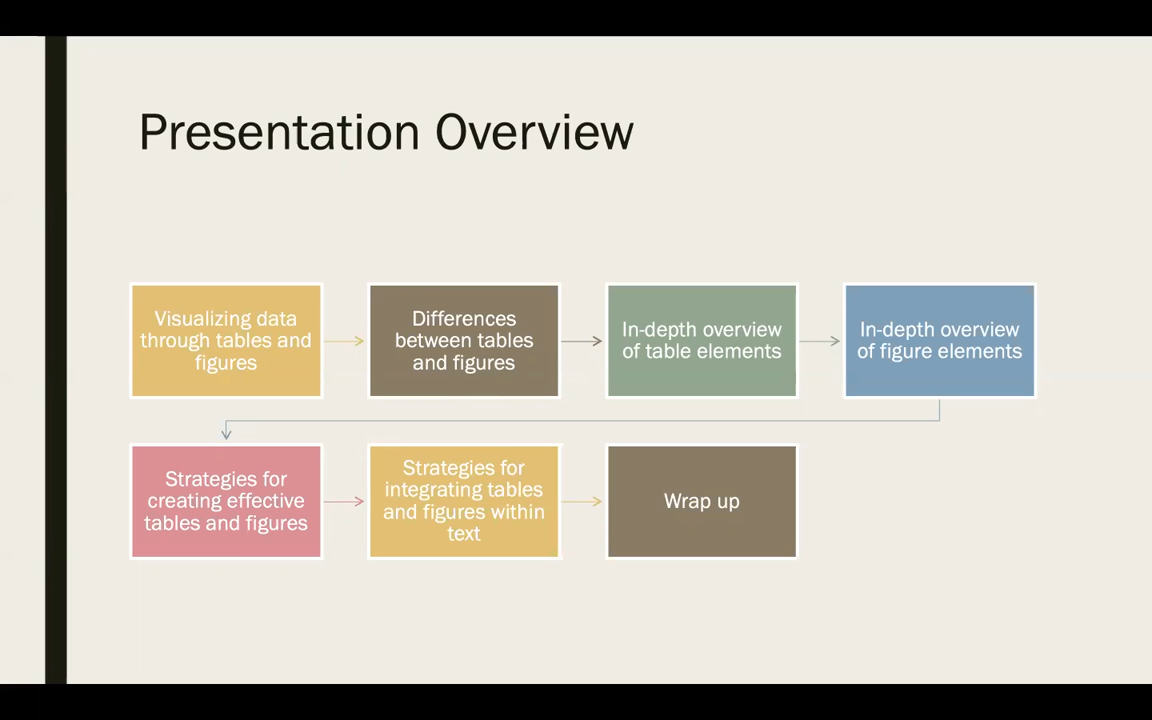 Presentation Overview
Visualizing data
through tables and
figures
Differences
between tables
and figures
In-depth overview
of table elements
In-depth overview
of figure elements
Strategies for
creating effective
tables and figures
Strategies for
integrating tables
and figures within
text
Wrap up